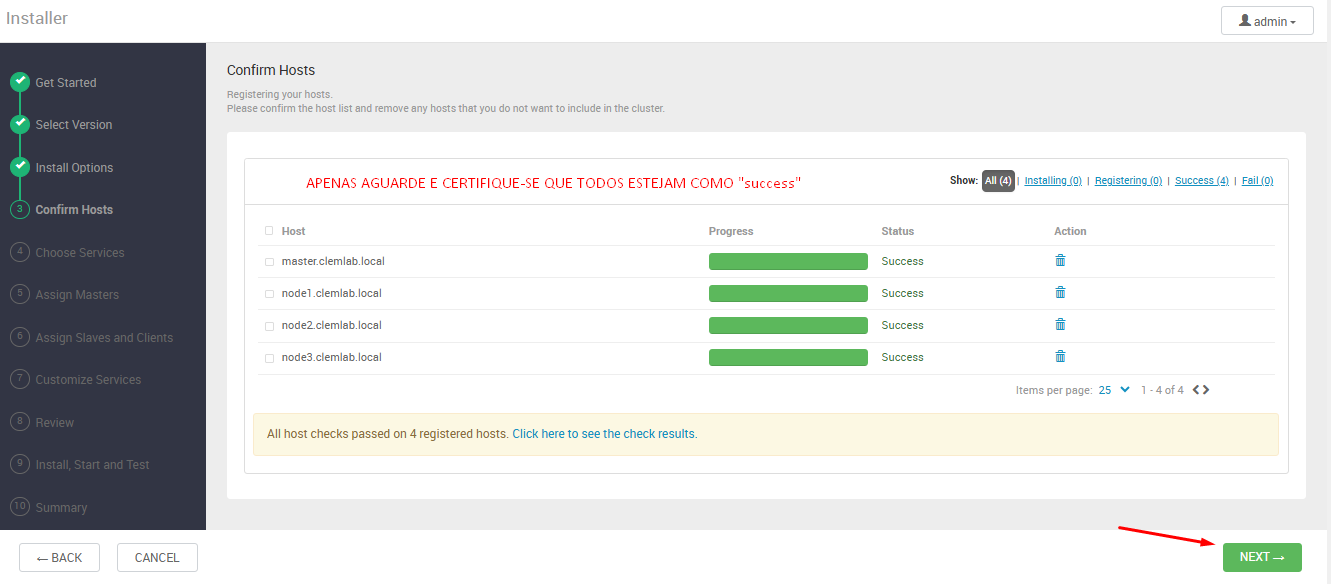 Installer
admin
Get Started
Select Version
Install Options
3 Confirm Hosts
4 Choose Services
5 Assign Masters
6 Assign Slaves and Clients
7 Customize Services
8 Review
9 Install, Start and Test
10 Summary
Confirm Hosts
Registering your hosts.
Please confirm the host list and remove any hosts that you do not want to include in the cluster.
APENAS AGUARDE E CERTIFIQUE-SE QUE TODOS ESTEJAM COMO "success"
Show: All (4) | Installing (0) | Registering (0) | Success (4) | Fail (0)
Host Progress Status Action
master.clemlab.local Success
node1.clemlab.local Success
node2.clemlab.local Success
node3.clemlab.local Success
Items per page: 25 1 - 4 of 4
All host checks passed on 4 registered hosts. Click here to see the check results.
← BACK CANCEL NEXT →